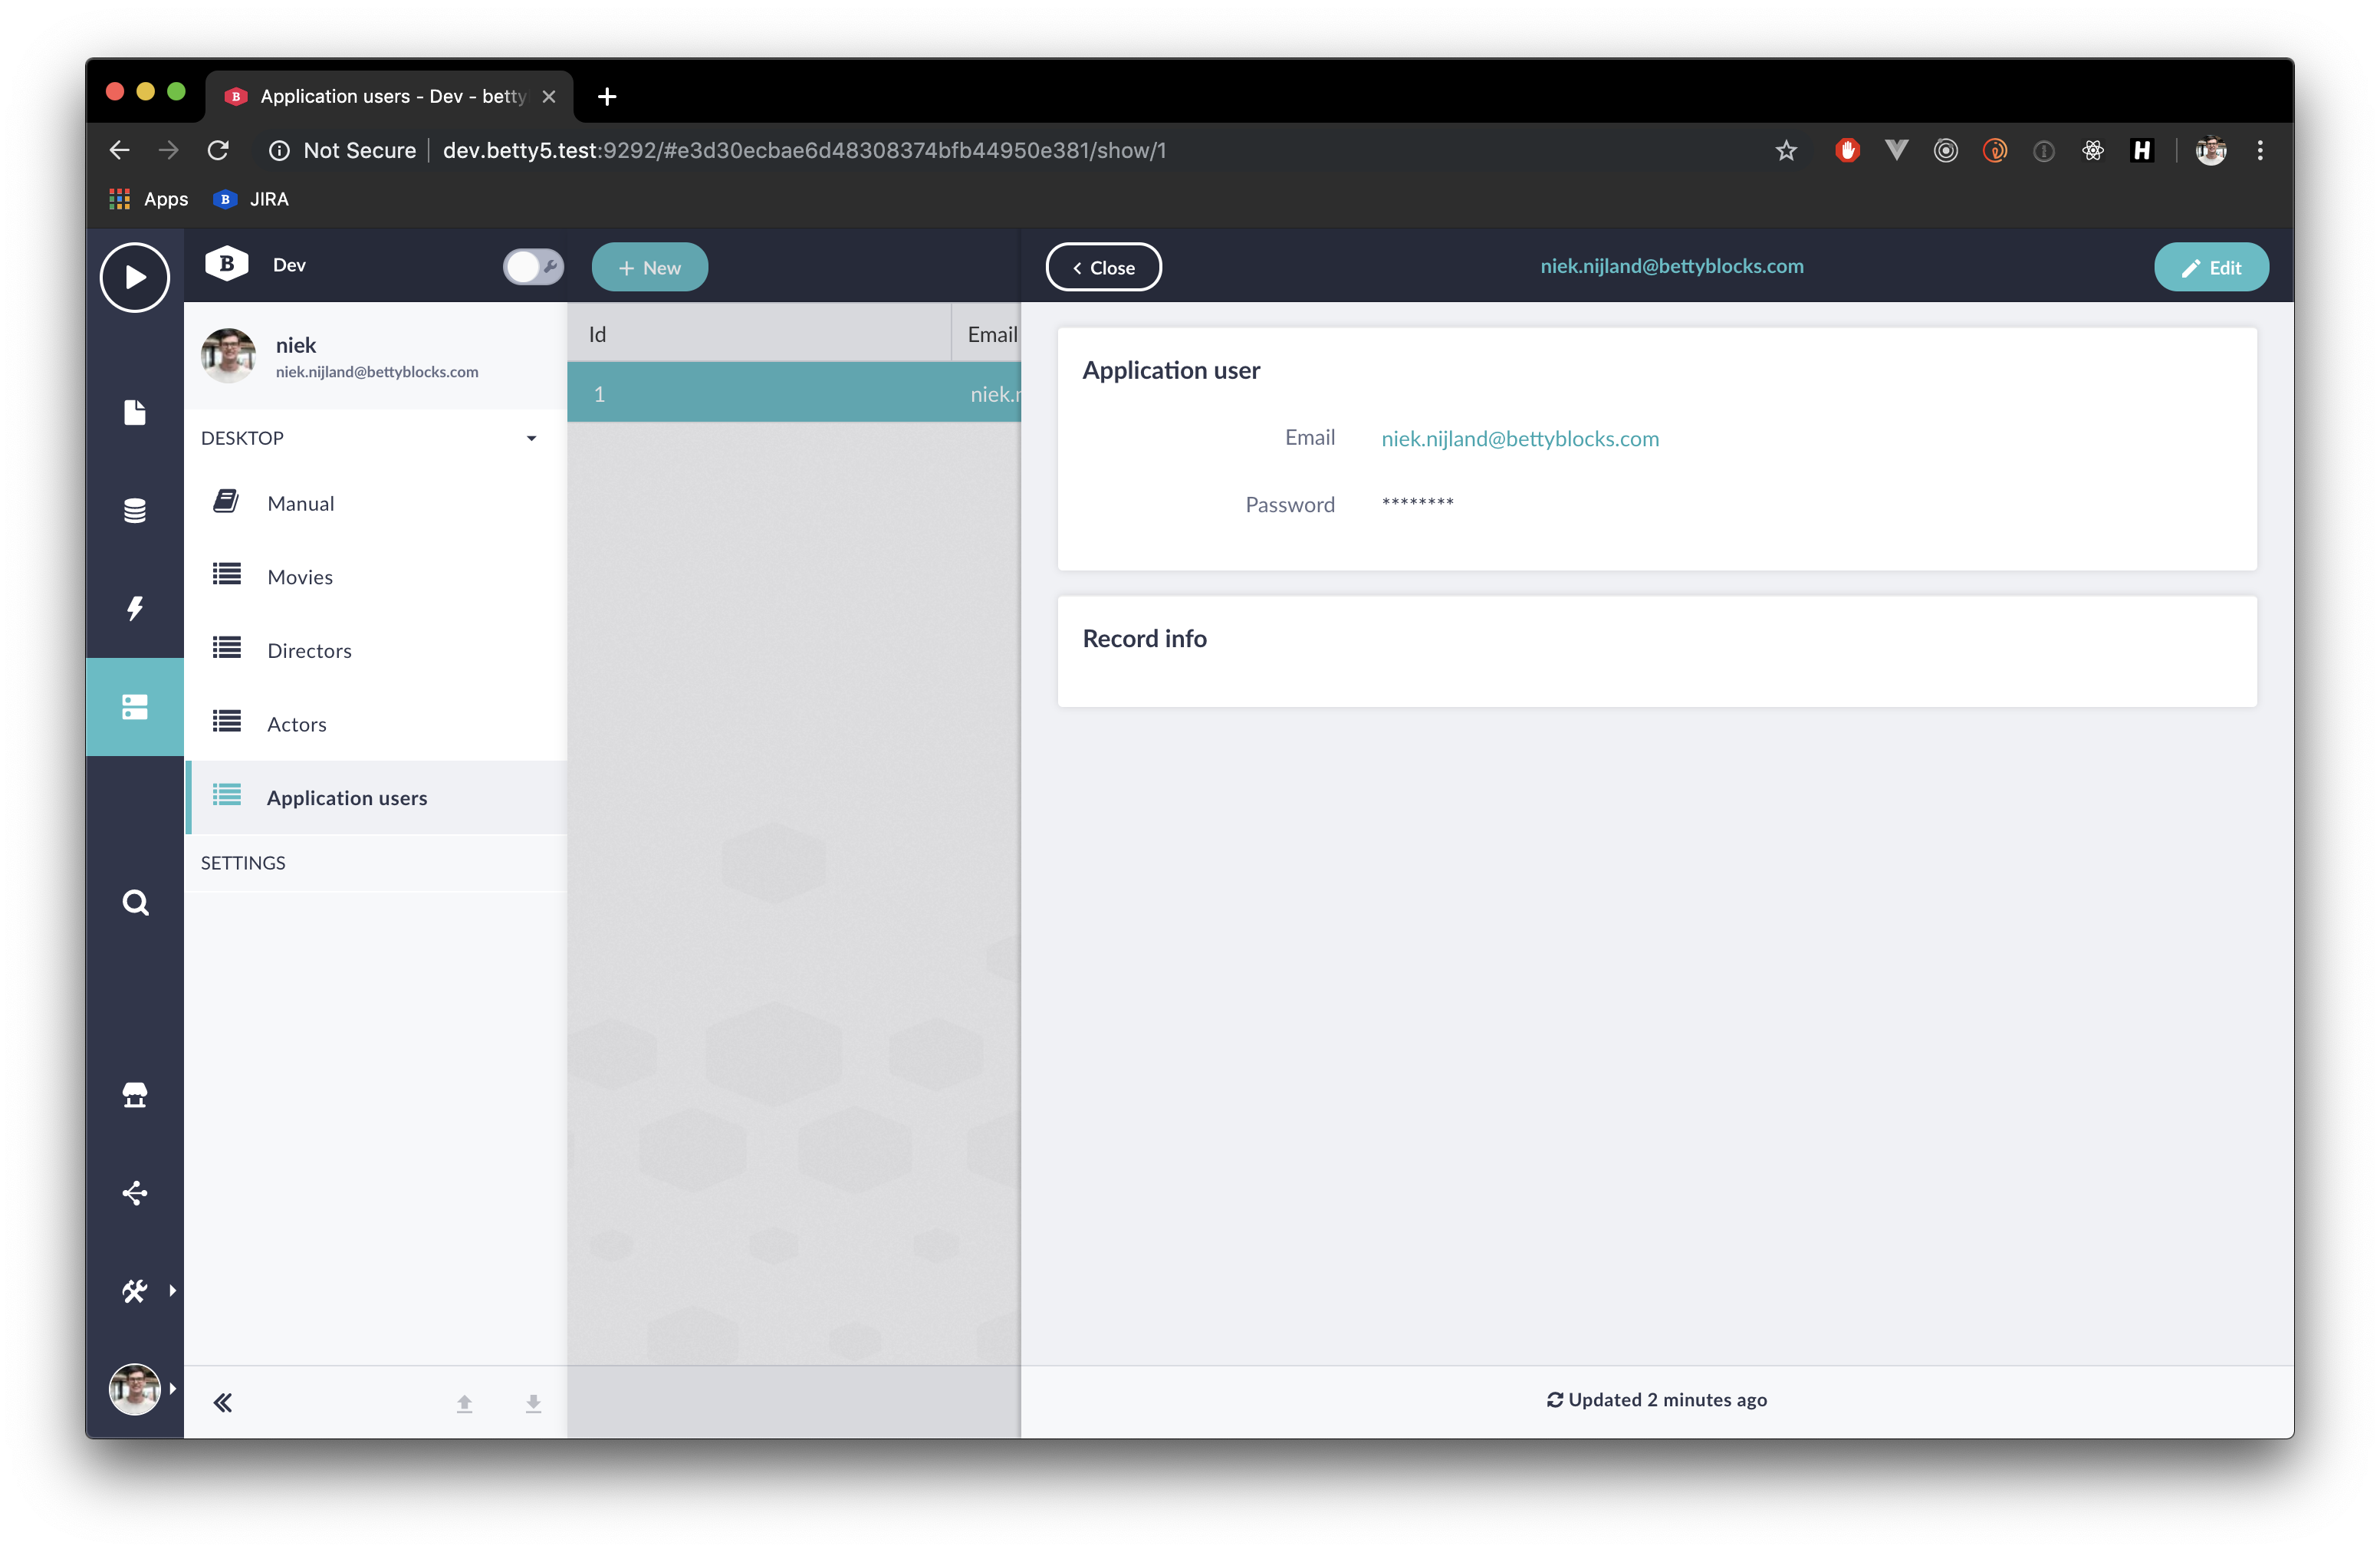 Application users - Dev - betty
Not Secure dev.betty5.test:9292/#e3d30ecbae6d48308374bfb44950e381/show/1
H
Apps
B JIRA
B Dev
+ New
Close
niek.nijland@bettyblocks.com
Edit
niek
niek.nijland@bettyblocks.com
DESKTOP
Manual
Movies
Directors
Actors
Application users
SETTINGS
Id
Email
1
niek.n
Application user
Email niek.nijland@bettyblocks.com
Password ********
Record info
Updated 2 minutes ago